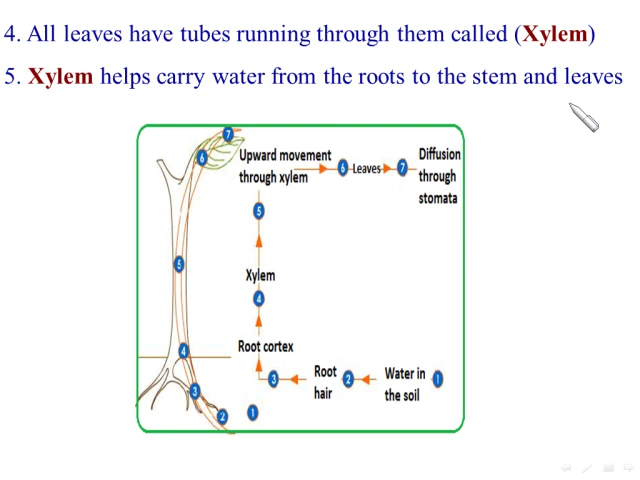 4. All leaves have tubes running through them called (Xylem)
5. Xylem helps carry water from the roots to the stem and leaves
7
6
Upward movement
through xylem
6
Leaves
7
Diffusion
through
stomata
5
5
Xylem
4
Root cortex
4
3
Root
hair
2
Water in
the soil
1
3
2
1